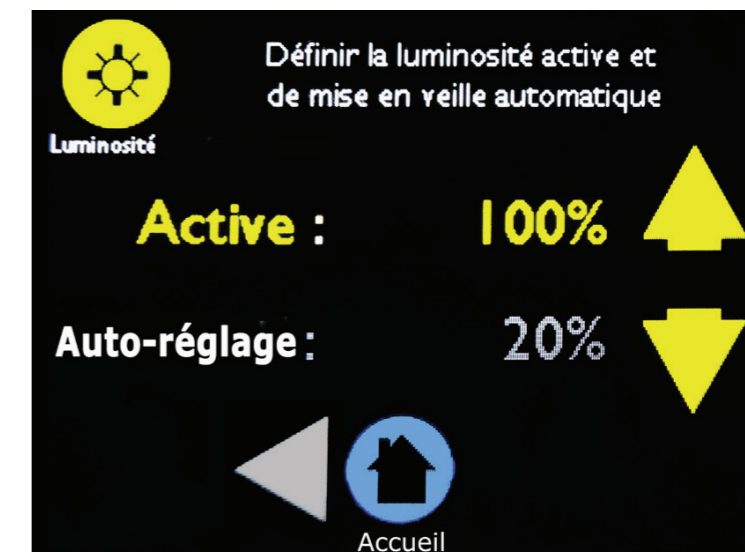 Définir la luminosité active et
de mise en veille automatique
Luminosité
Active : 100%
Auto-réglage : 20%
Accueil